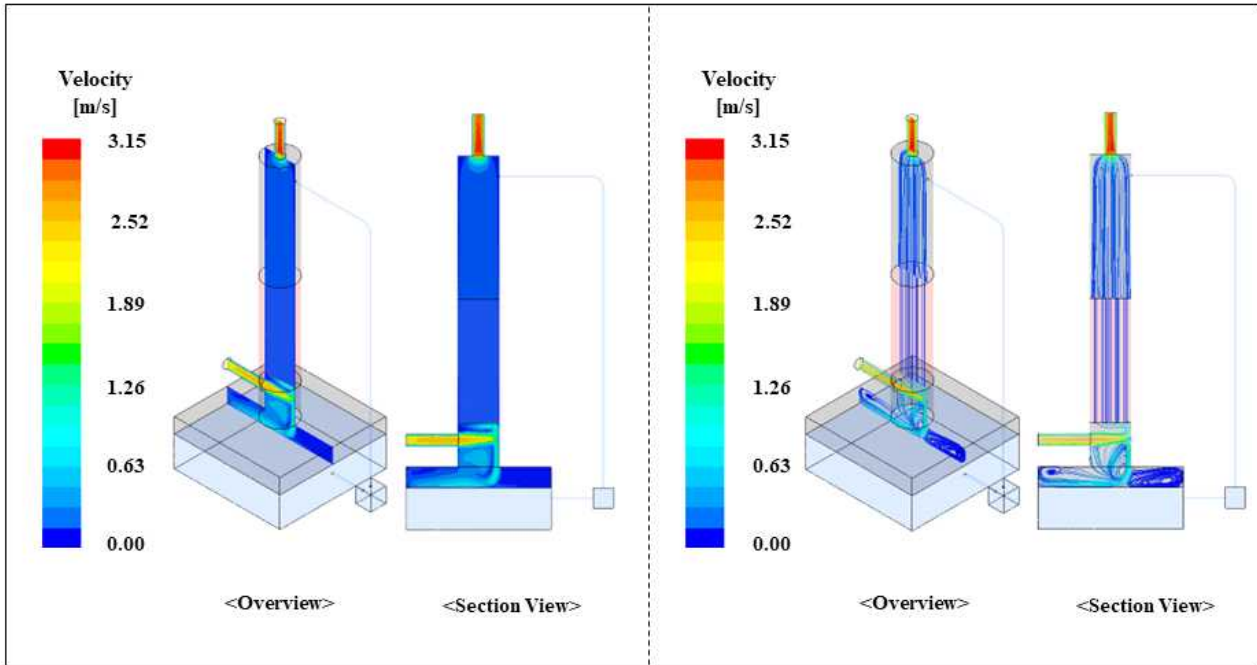 Velocity
[m/s]
3.15
2.52
1.89
1.26
0.63
0.00
<Overview>
<Section View>
Velocity
[m/s]
3.15
2.52
1.89
1.26
0.63
0.00
<Overview>
<Section View>